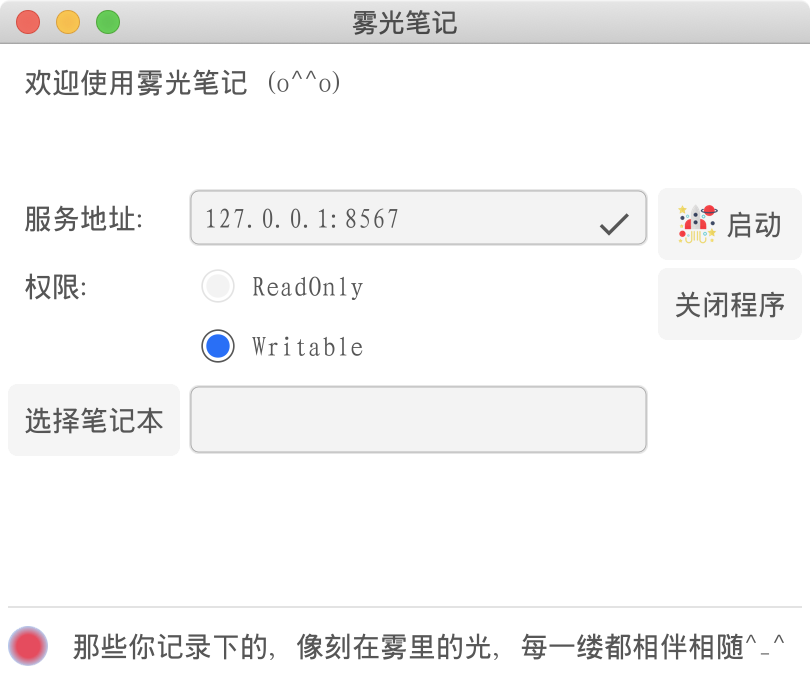 雾光笔记
欢迎使用雾光笔记 (o^^o)
服务地址: 127.0.0.1:8567 启动
权限: ReadOnly 关闭程序
Writable
选择笔记本
那些你记录下的, 像刻在雾里的光, 每一缕都相伴相随^_^